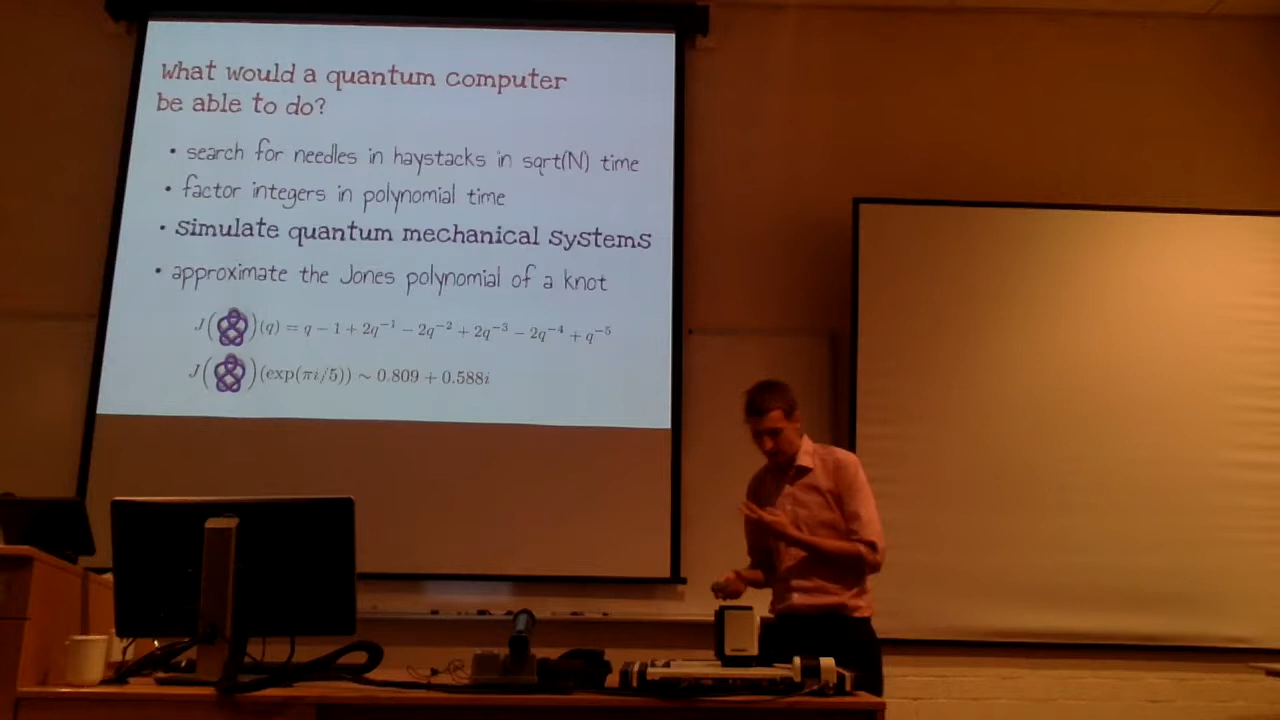 What would a quantum computer
be able to do?
• search for needles in haystacks in sqrt(N) time
• factor integers in polynomial time
• simulate quantum mechanical systems
• approximate the Jones polynomial of a knot
J( )(q) = q − 1 + 2q⁻¹ − 2q⁻² + 2q⁻³ − 2q⁻⁴ + q⁻⁵
J( )(exp(πi/5)) ~ 0.809 + 0.588i